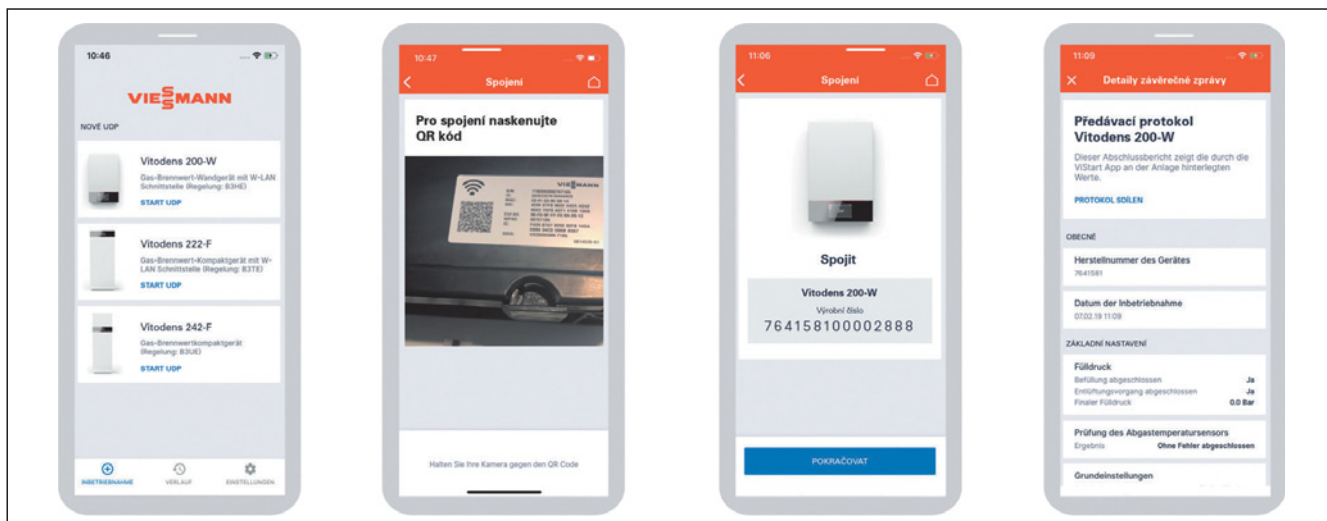 10:46
VIESSMANN
NOVÉ UDP
Vitodens 200-W
Gas-Brennwert-Wandgerät mit W-LAN
Schnittstelle (Regelung: B3HE)
START UDP
Vitodens 222-F
Gas-Brennwert-Kompaktgerät mit W-
LAN Schnittstelle (Regelung: B3TE)
START UDP
Vitodens 242-F
Gas-Brennwertkompaktgerät
(Regelung: B3UE)
START UDP
INBETRIEBNAHME
VERLAUF
EINSTELLUNGEN
10:47
Spojení
Pro spojení naskenujte
QR kód
VIESSMANN
Halten Sie Ihre Kamera gegen den QR Code
11:06
Spojení
Spojit
Vitodens 200-W
Výrobní číslo
764158100002888
POKRAČOVAT
11:09
Detaily závěrečné zprávy
Předávací protokol
Vitodens 200-W
Dieser Abschlussbericht zeigt die durch die
ViStart App an der Anlage hinterlegten
Werte.
PROTOKOL SDÍLEN
OBECNÉ
Herstellnummer des Gerätes
7641581
Datum der Inbetriebnahme
07.02.19 11:09
ZÁKLADNÍ NASTAVENÍ
Fülldruck
Befüllung abgeschlossen Ja
Entlüftungsvorgang abgeschlossen Ja
Finaler Fülldruck 0.0 Bar
Prüfung des Abgastemperatursensors
Ergebnis Ohne Fehler abgeschlossen
Grundeinstellungen